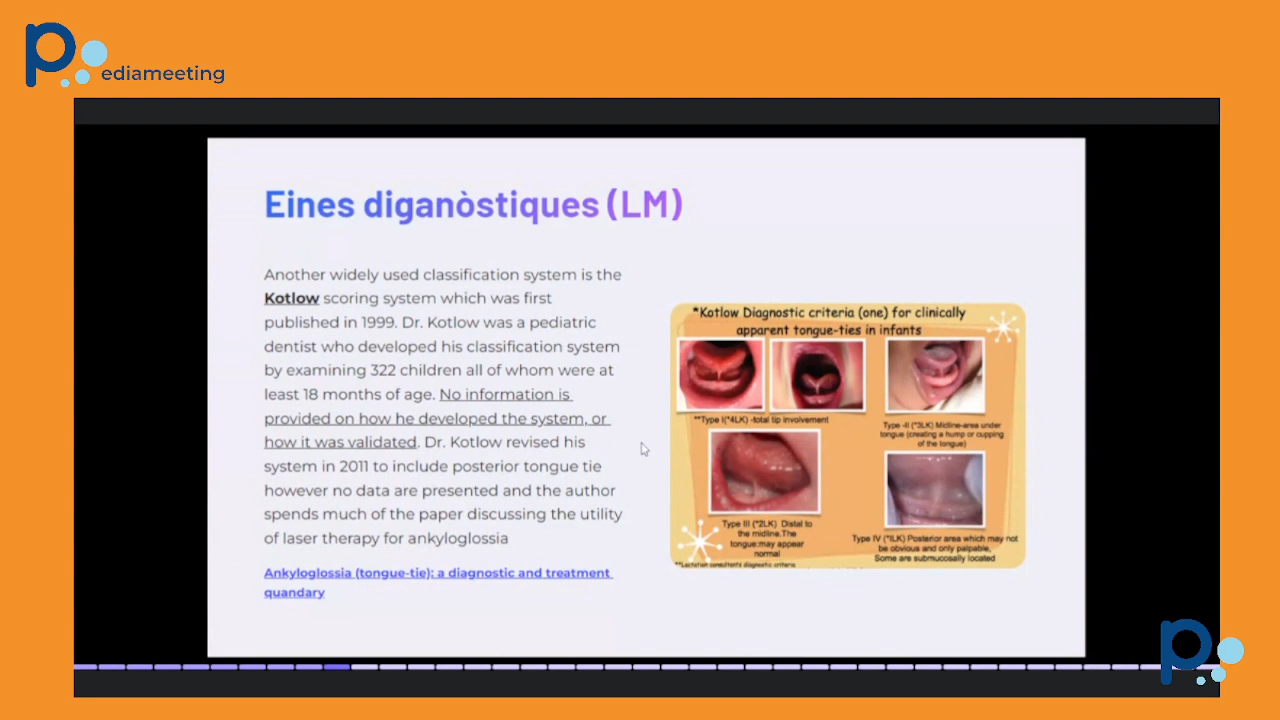 pediameeting
Eines diganòstiques (LM)
Another widely used classification system is the
Kotlow scoring system which was first
published in 1999. Dr. Kotlow was a pediatric
dentist who developed his classification system
by examining 322 children all of whom were at
least 18 months of age. No information is
provided on how he developed the system, or
how it was validated. Dr. Kotlow revised his
system in 2011 to include posterior tongue tie
however no data are presented and the author
spends much of the paper discussing the utility
of laser therapy for ankyloglossia
Ankyloglossia (tongue-tie): a diagnostic and treatment
quandary
*Kotlow Diagnostic criteria (one) for clinically
apparent tongue-ties in infants
**Type I(*4LK) -total tip involvement
Type -II (*3LK) Midline-area under
tongue (creating a hump or cupping
of the tongue)
Type III (*2LK) Distal to
the midline.The
tongue may appear
normal
Type IV (*ILK) Posterior area which may not
be obvious and only palpable,
Some are submucosally located
**Lactation consultants diagnostic criteria
p